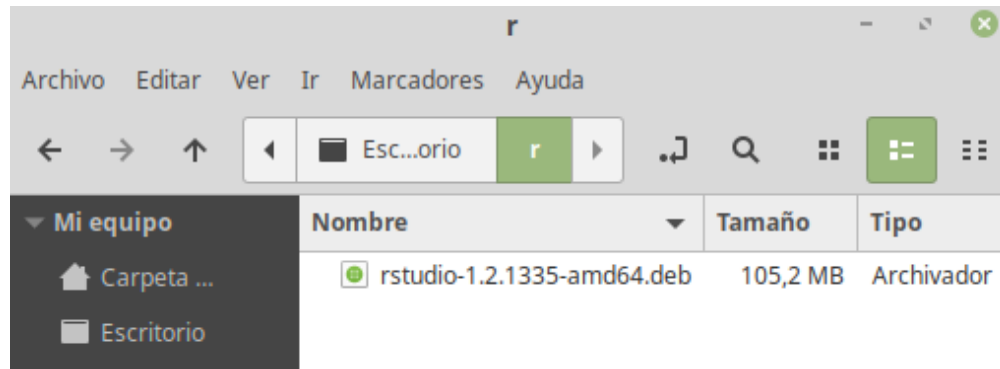 r
Archivo Editar Ver Ir Marcadores Ayuda
Esc...orio r
Mi equipo
Carpeta ...
Escritorio
Nombre Tamaño Tipo
rstudio-1.2.1335-amd64.deb 105,2 MB Archivador